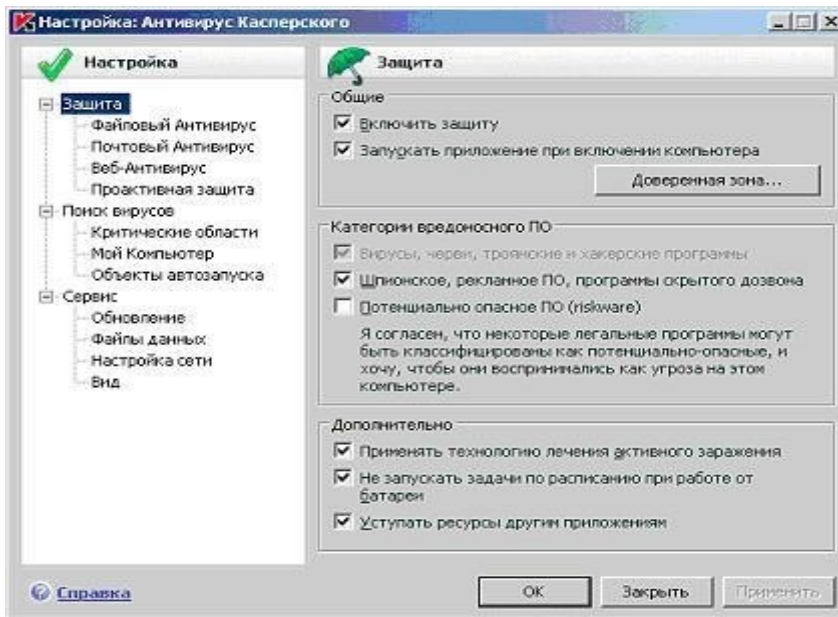 Настройка: Антивирус Касперского
Настройка
Защита
Файловый Антивирус
Почтовый Антивирус
Веб-Антивирус
Проактивная защита
Поиск вирусов
Критические области
Мой Компьютер
Объекты автозапуска
Сервис
Обновление
Файлы данных
Настройка сети
Вид
Справка
Защита
Общие
Включить защиту
Запускать приложение при включении компьютера
Доверенная зона...
Категории вредоносного ПО
Вирусы, черви, троянские и хакерские программы
Шпионское, рекламное ПО, программы скрытого дозвона
Потенциально опасное ПО (riskware)
Я согласен, что некоторые легальные программы могут
быть классифицированы как потенциально-опасные, и
хочу, чтобы они воспринимались как угроза на этом
компьютере.
Дополнительно
Применять технологию лечения активного заражения
Не запускать задачи по расписанию при работе от
батареи
Уступать ресурсы другим приложениям
ОК
Закрыть
Применить